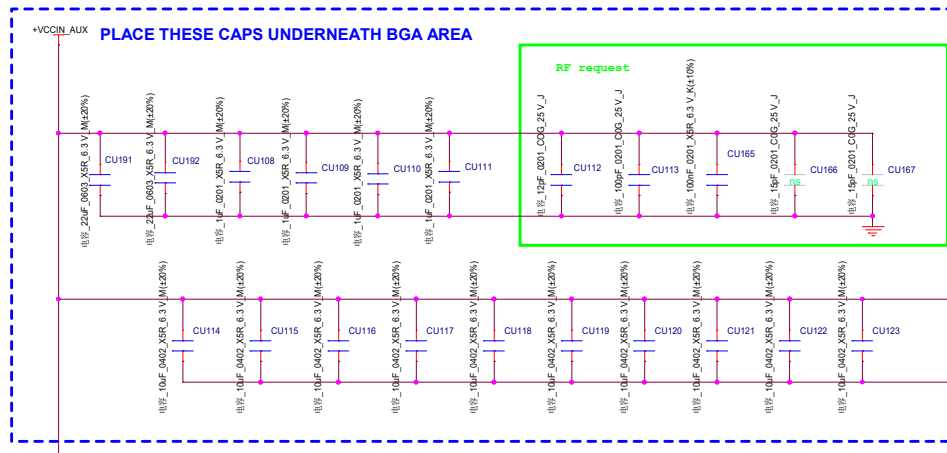 +VCCIN_AUX
PLACE THESE CAPS UNDERNEATH BGA AREA
RF request
电容_22uF_0603_X5R_6.3 V_M(±20%)
CU191
电容_22uF_0603_X5R_6.3 V_M(±20%)
CU192
电容_1uF_0201_X5R_6.3 V_M(±20%)
CU108
电容_1uF_0201_X5R_6.3 V_M(±20%)
CU109
电容_1uF_0201_X5R_6.3 V_M(±20%)
CU110
电容_1uF_0201_X5R_6.3 V_M(±20%)
CU111
电容_12pF_0201_C0G_25 V_J
CU112
电容_100pF_0201_C0G_25 V_J
CU113
电容_100nF_0201_X5R_6.3 V_K(±10%)
CU165
电容_15pF_0201_C0G_25 V_J
CU166
ns
电容_15pF_0201_C0G_25 V_J
CU167
ns
电容_10uF_0402_X5R_6.3 V_M(±20%)
CU114
电容_10uF_0402_X5R_6.3 V_M(±20%)
CU115
电容_10uF_0402_X5R_6.3 V_M(±20%)
CU116
电容_10uF_0402_X5R_6.3 V_M(±20%)
CU117
电容_10uF_0402_X5R_6.3 V_M(±20%)
CU118
电容_10uF_0402_X5R_6.3 V_M(±20%)
CU119
电容_10uF_0402_X5R_6.3 V_M(±20%)
CU120
电容_10uF_0402_X5R_6.3 V_M(±20%)
CU121
电容_10uF_0402_X5R_6.3 V_M(±20%)
CU122
电容_10uF_0402_X5R_6.3 V_M(±20%)
CU123